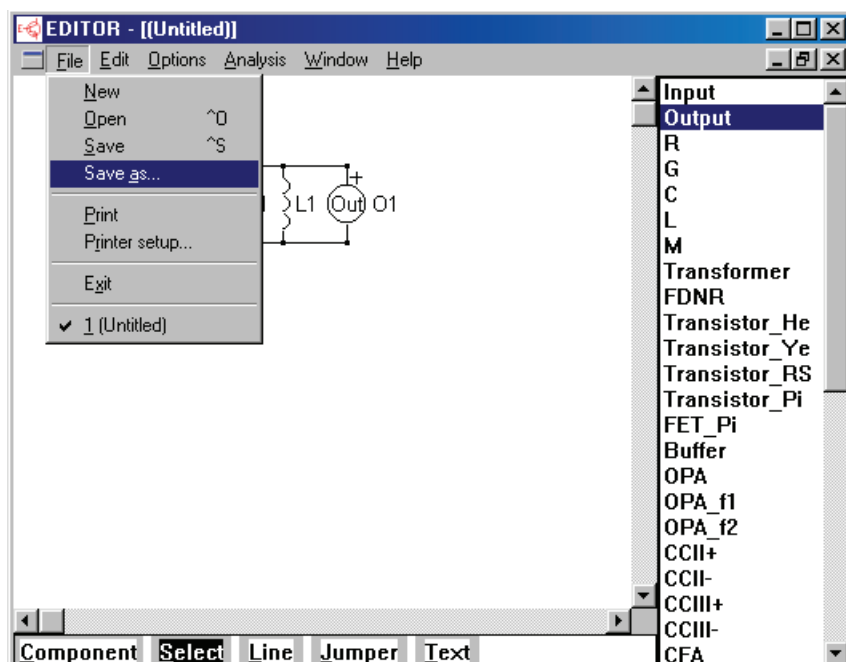 EDITOR - [(Untitled)]
File Edit Options Analysis Window Help
New
Open ^O
Save ^S
Save as...
Print
Printer setup...
Exit
✔ 1 (Untitled)
L1 Out + O1
Input
Output
R
G
C
L
M
Transformer
FDNR
Transistor_He
Transistor_Ye
Transistor_RS
Transistor_Pi
FET_Pi
Buffer
OPA
OPA_f1
OPA_f2
CCII+
CCII-
CCIII+
CCIII-
CFA
Component Select Line Jumper Text